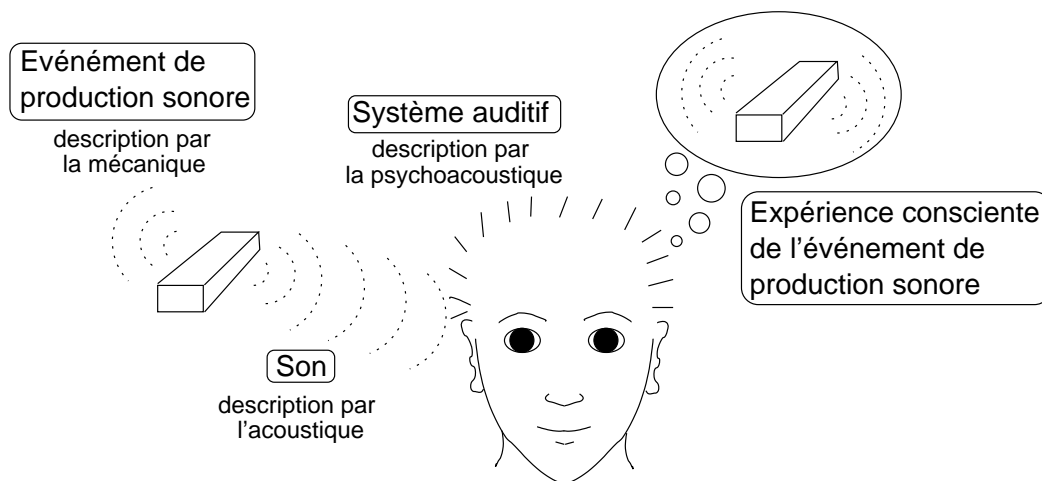 Evénément de
production sonore
description par
la mécanique
Système auditif
description par
la psychoacoustique
Expérience consciente
de l'événement de
production sonore
Son
description par
l'acoustique